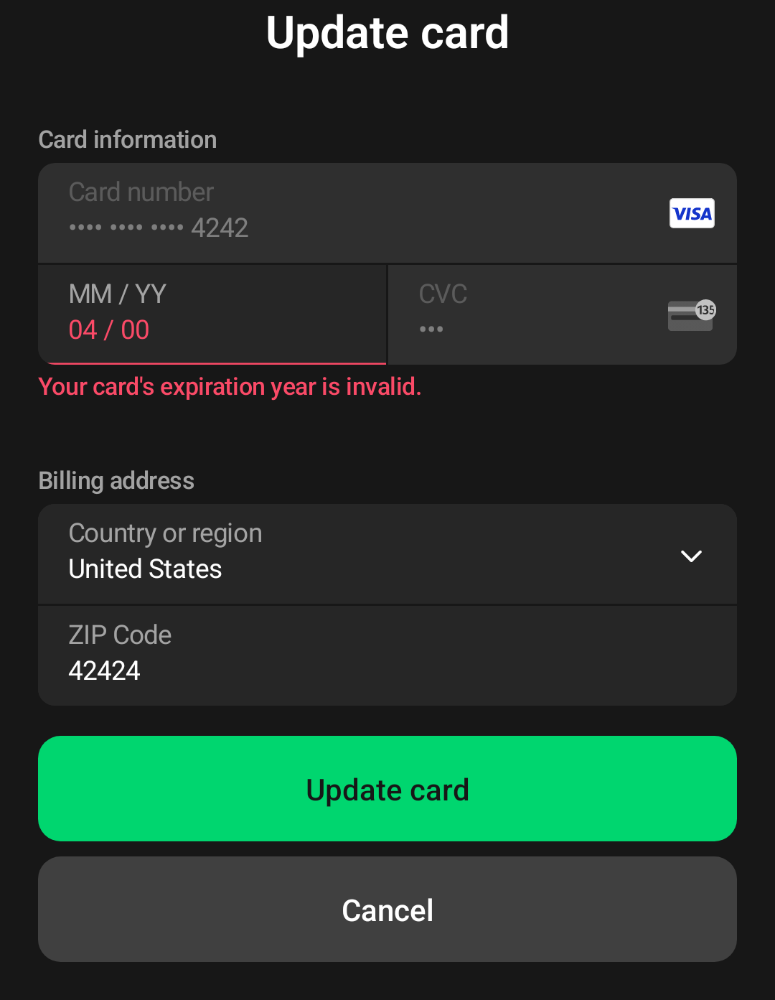 Update card
Card information
Card number
•••• •••• •••• 4242
VISA
MM / YY
04 / 00
CVC
•••
135
Your card's expiration year is invalid.
Billing address
Country or region
United States
ZIP Code
42424
Update card
Cancel